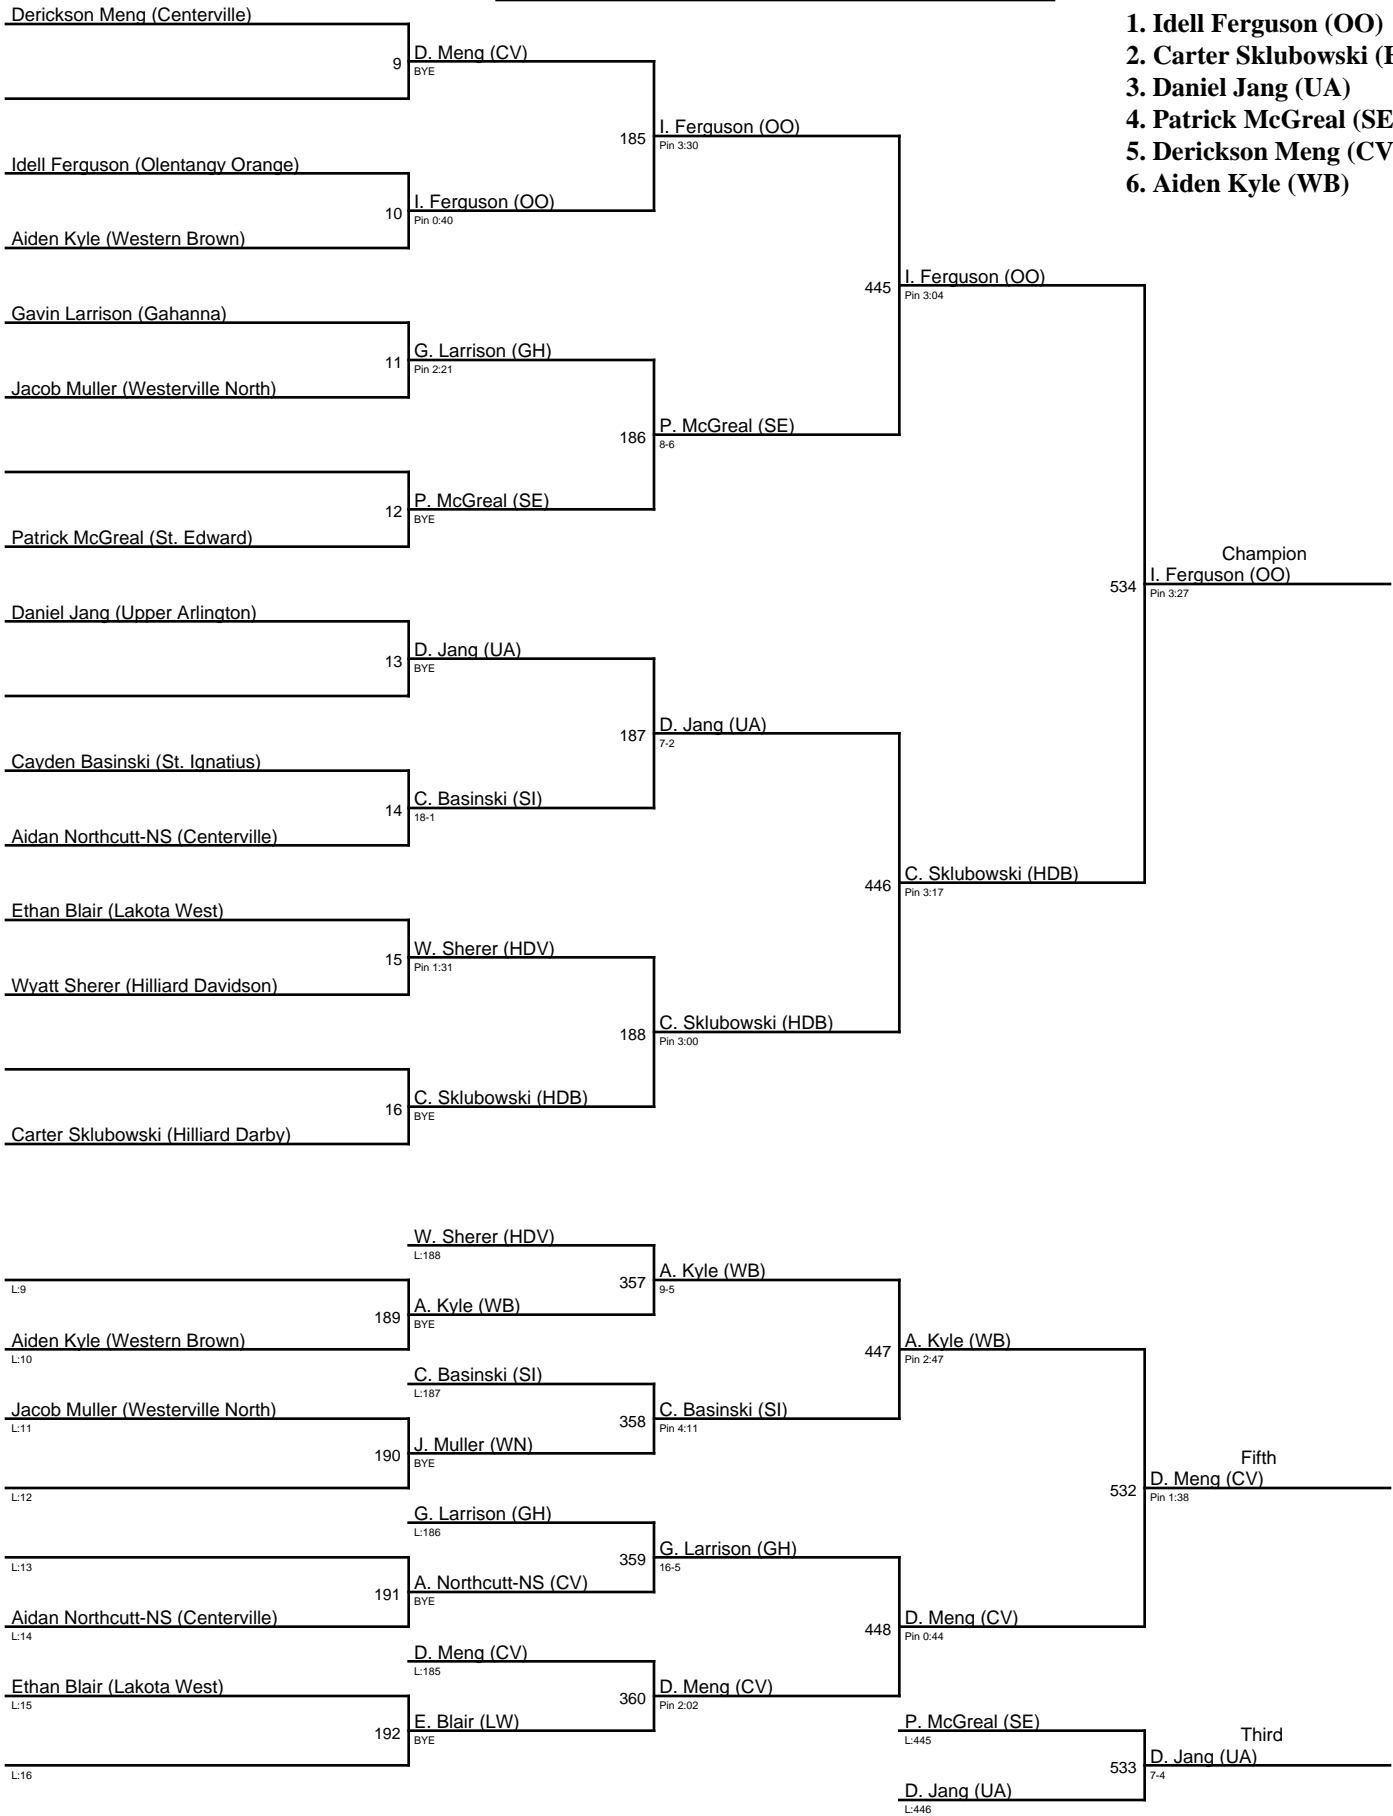 Derickson Meng (Centerville)
9
D. Meng (CV)
BYE
185
I. Ferguson (OO)
Pin 3:30
Idell Ferguson (Olentangy Orange)
10
I. Ferguson (OO)
Pin 0:40
Aiden Kyle (Western Brown)
445
I. Ferguson (OO)
Pin 3:04
Gavin Larrison (Gahanna)
11
G. Larrison (GH)
Pin 2:21
Jacob Muller (Westerville North)
186
P. McGreal (SE)
8-6
12
P. McGreal (SE)
BYE
Patrick McGreal (St. Edward)
Champion
534
I. Ferguson (OO)
Pin 3:27
Daniel Jang (Upper Arlington)
13
D. Jang (UA)
BYE
187
D. Jang (UA)
7-2
Cayden Basinski (St. Ignatius)
14
C. Basinski (SI)
18-1
Aidan Northcutt-NS (Centerville)
446
C. Sklubowski (HDB)
Pin 3:17
Ethan Blair (Lakota West)
15
W. Sherer (HDV)
Pin 1:31
Wyatt Sherer (Hilliard Davidson)
188
C. Sklubowski (HDB)
Pin 3:00
16
C. Sklubowski (HDB)
BYE
Carter Sklubowski (Hilliard Darby)
1. Idell Ferguson (OO)
2. Carter Sklubowski (
3. Daniel Jang (UA)
4. Patrick McGreal (SE
5. Derickson Meng (CV
6. Aiden Kyle (WB)
W. Sherer (HDV)
L:188
L:9
357
A. Kyle (WB)
9-5
189
A. Kyle (WB)
BYE
Aiden Kyle (Western Brown)
L:10
447
A. Kyle (WB)
Pin 2:47
C. Basinski (SI)
L:187
Jacob Muller (Westerville North)
L:11
358
C. Basinski (SI)
Pin 4:11
190
J. Muller (WN)
BYE
L:12
Fifth
532
D. Meng (CV)
Pin 1:38
G. Larrison (GH)
L:186
L:13
359
G. Larrison (GH)
16-5
191
A. Northcutt-NS (CV)
BYE
Aidan Northcutt-NS (Centerville)
L:14
448
D. Meng (CV)
Pin 0:44
D. Meng (CV)
L:185
Ethan Blair (Lakota West)
L:15
360
D. Meng (CV)
Pin 2:02
192
E. Blair (LW)
BYE
L:16
P. McGreal (SE)
L:445
Third
533
D. Jang (UA)
7-4
D. Jang (UA)
L:446